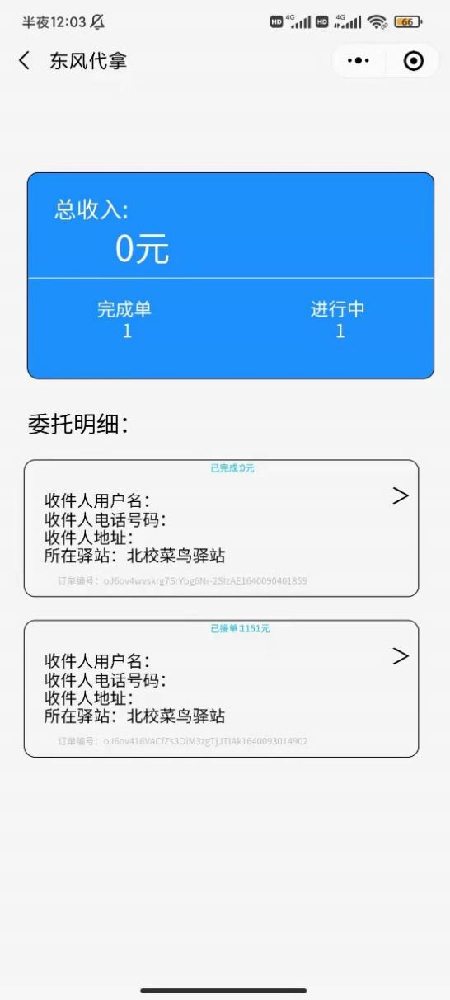 半夜12:03
HD 4G HD 4G 66
东风代拿
总收入:
0元
完成单 进行中
1 1
委托明细：
已完成:0元
收件人用户名：
收件人电话号码：
收件人地址：
所在驿站：北校菜鸟驿站
订单编号：oJ6ov4wvskrg7SrYbg6Nr-2SIzAE1640090401859
已接单:1151元
收件人用户名：
收件人电话号码：
收件人地址：
所在驿站：北校菜鸟驿站
订单编号：oJ6ov416VACfZs3OiM3zgTjJTIAk1640093014902